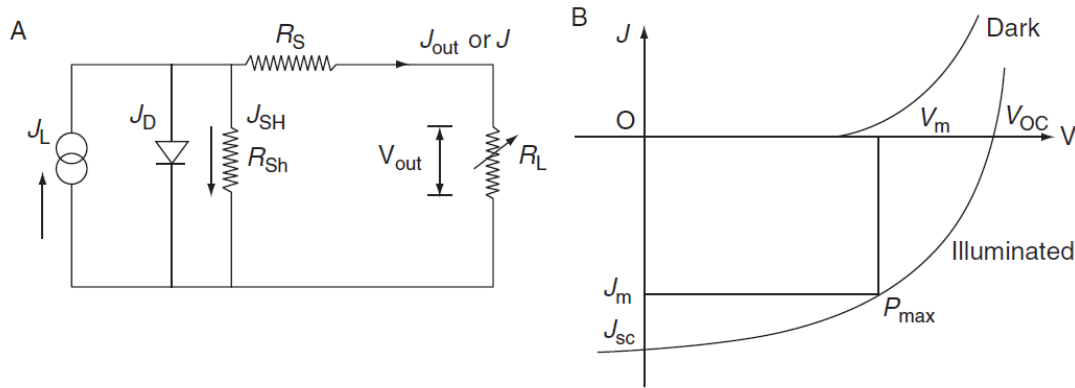 A
R_S
J_out or J
J_L
J_D
J_SH
R_Sh
V_out
R_L
B
J
Dark
O
V_m
V_OC
V
Illuminated
J_m
P_max
J_sc